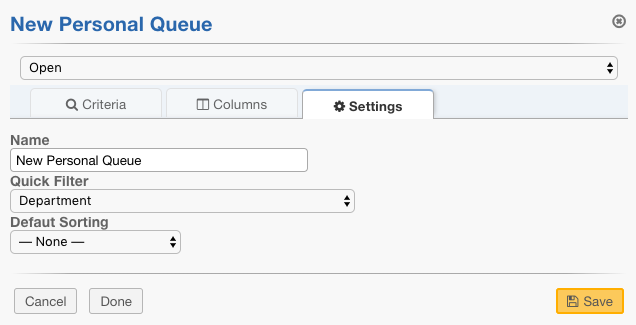 New Personal Queue
Open
Criteria Columns Settings
Name
New Personal Queue
Quick Filter
Department
Defaut Sorting
— None —
Cancel Done Save